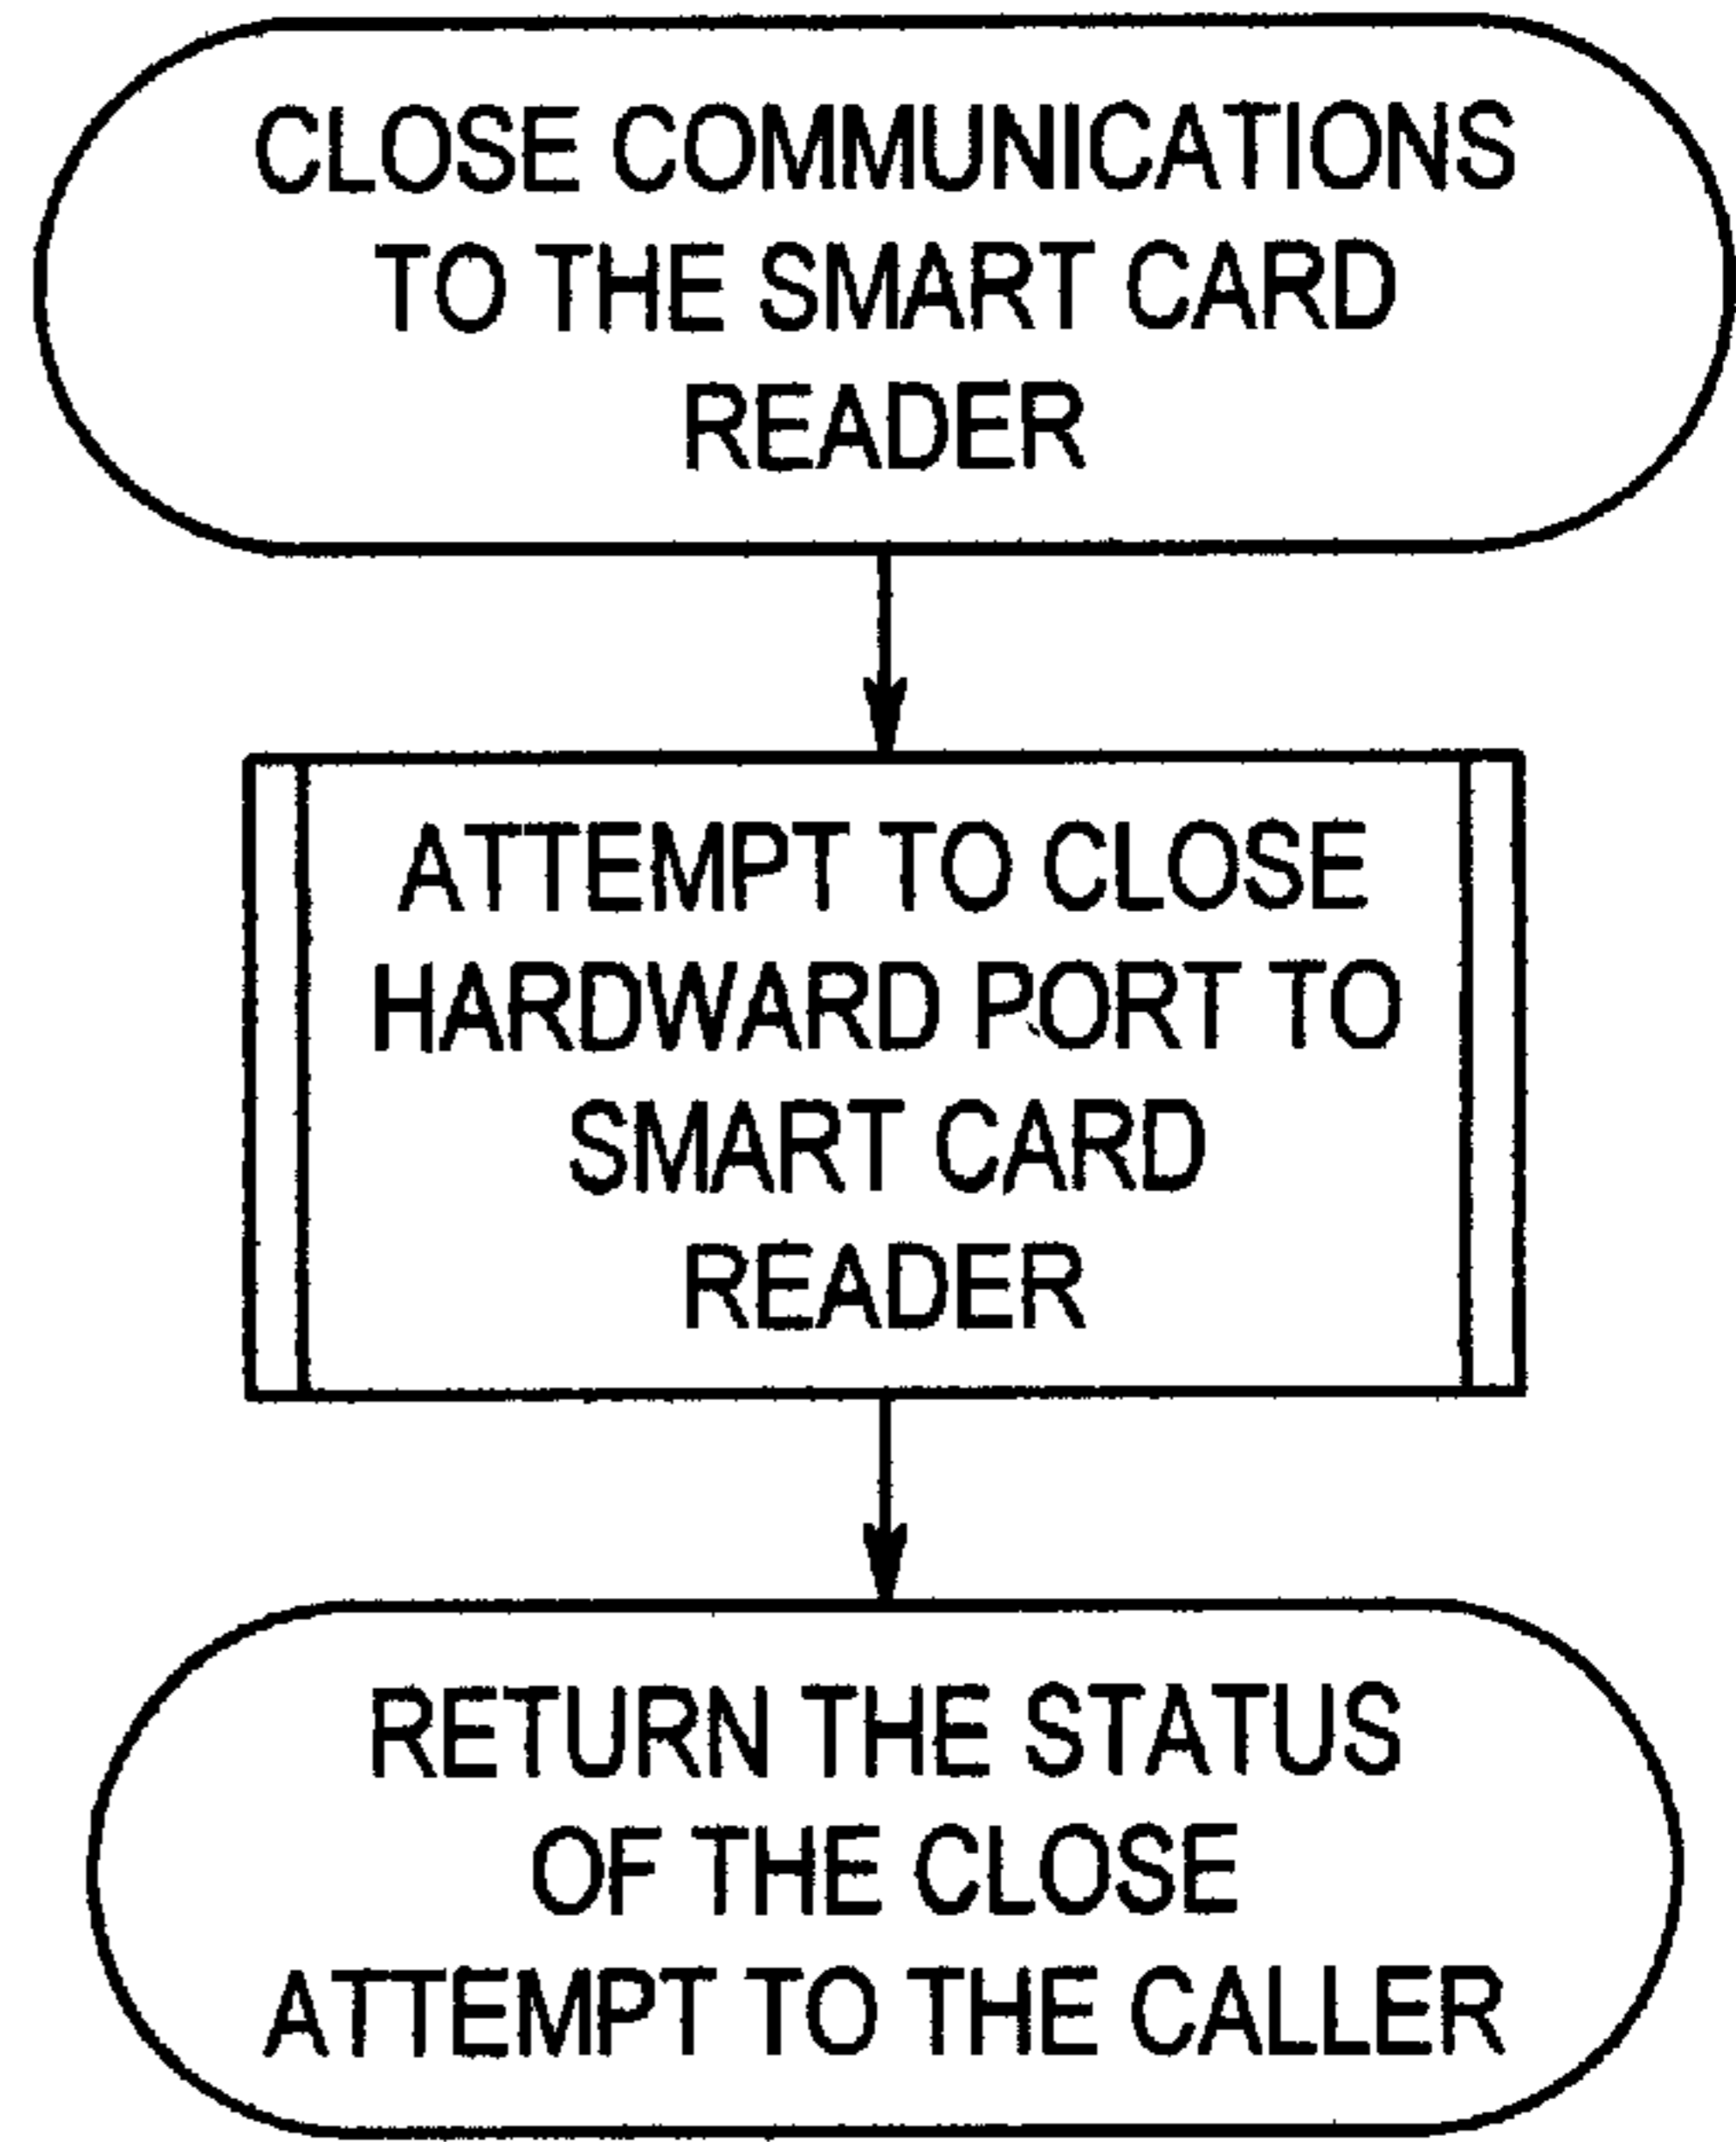 CLOSE COMMUNICATIONS
TO THE SMART CARD
READER
ATTEMPT TO CLOSE
HARDWARD PORT TO
SMART CARD
READER
RETURN THE STATUS
OF THE CLOSE
ATTEMPT TO THE CALLER